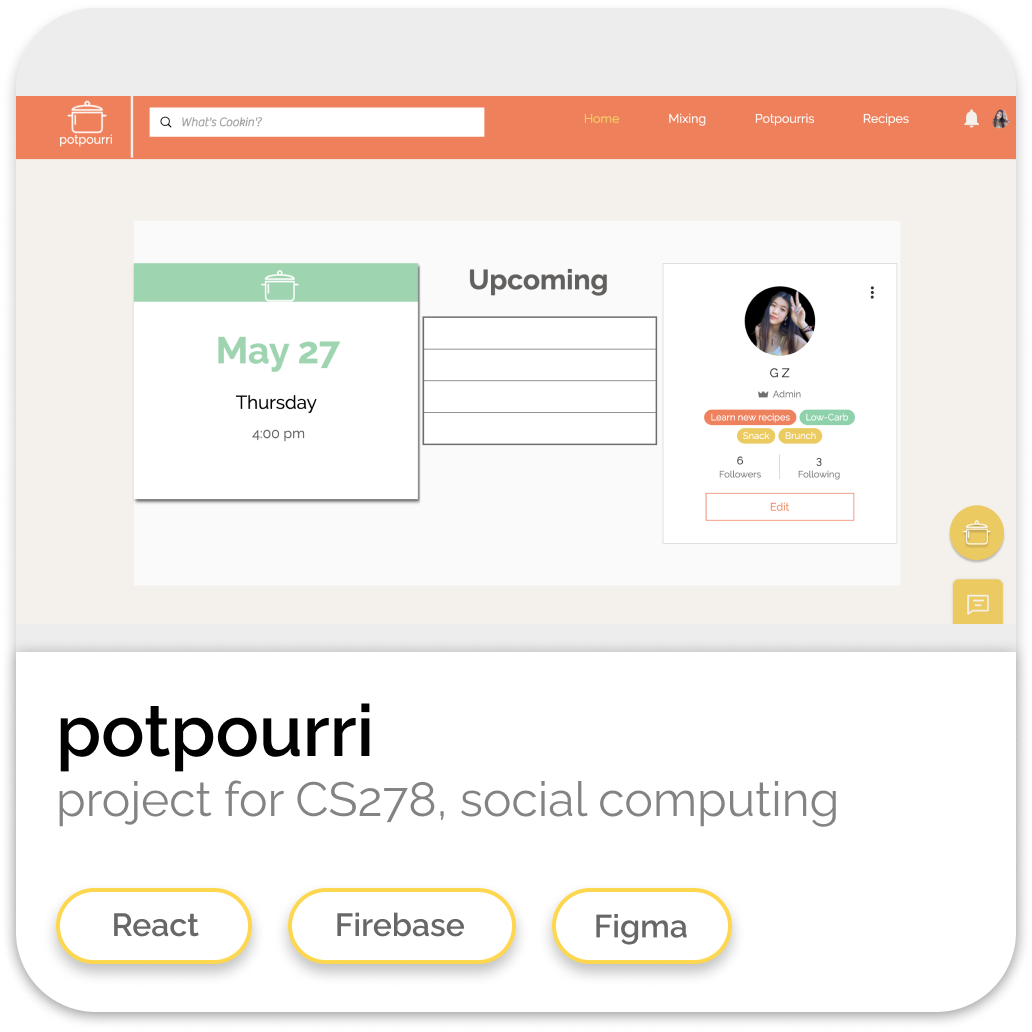 potpourri
What's Cookin'?
Home
Mixing
Potpourris
Recipes
May 27
Thursday
4:00 pm
Upcoming
G Z
Admin
Learn new recipes
Low-Carb
Snack
Brunch
6
Followers
3
Following
Edit
potpourri
project for CS278, social computing
React
Firebase
Figma